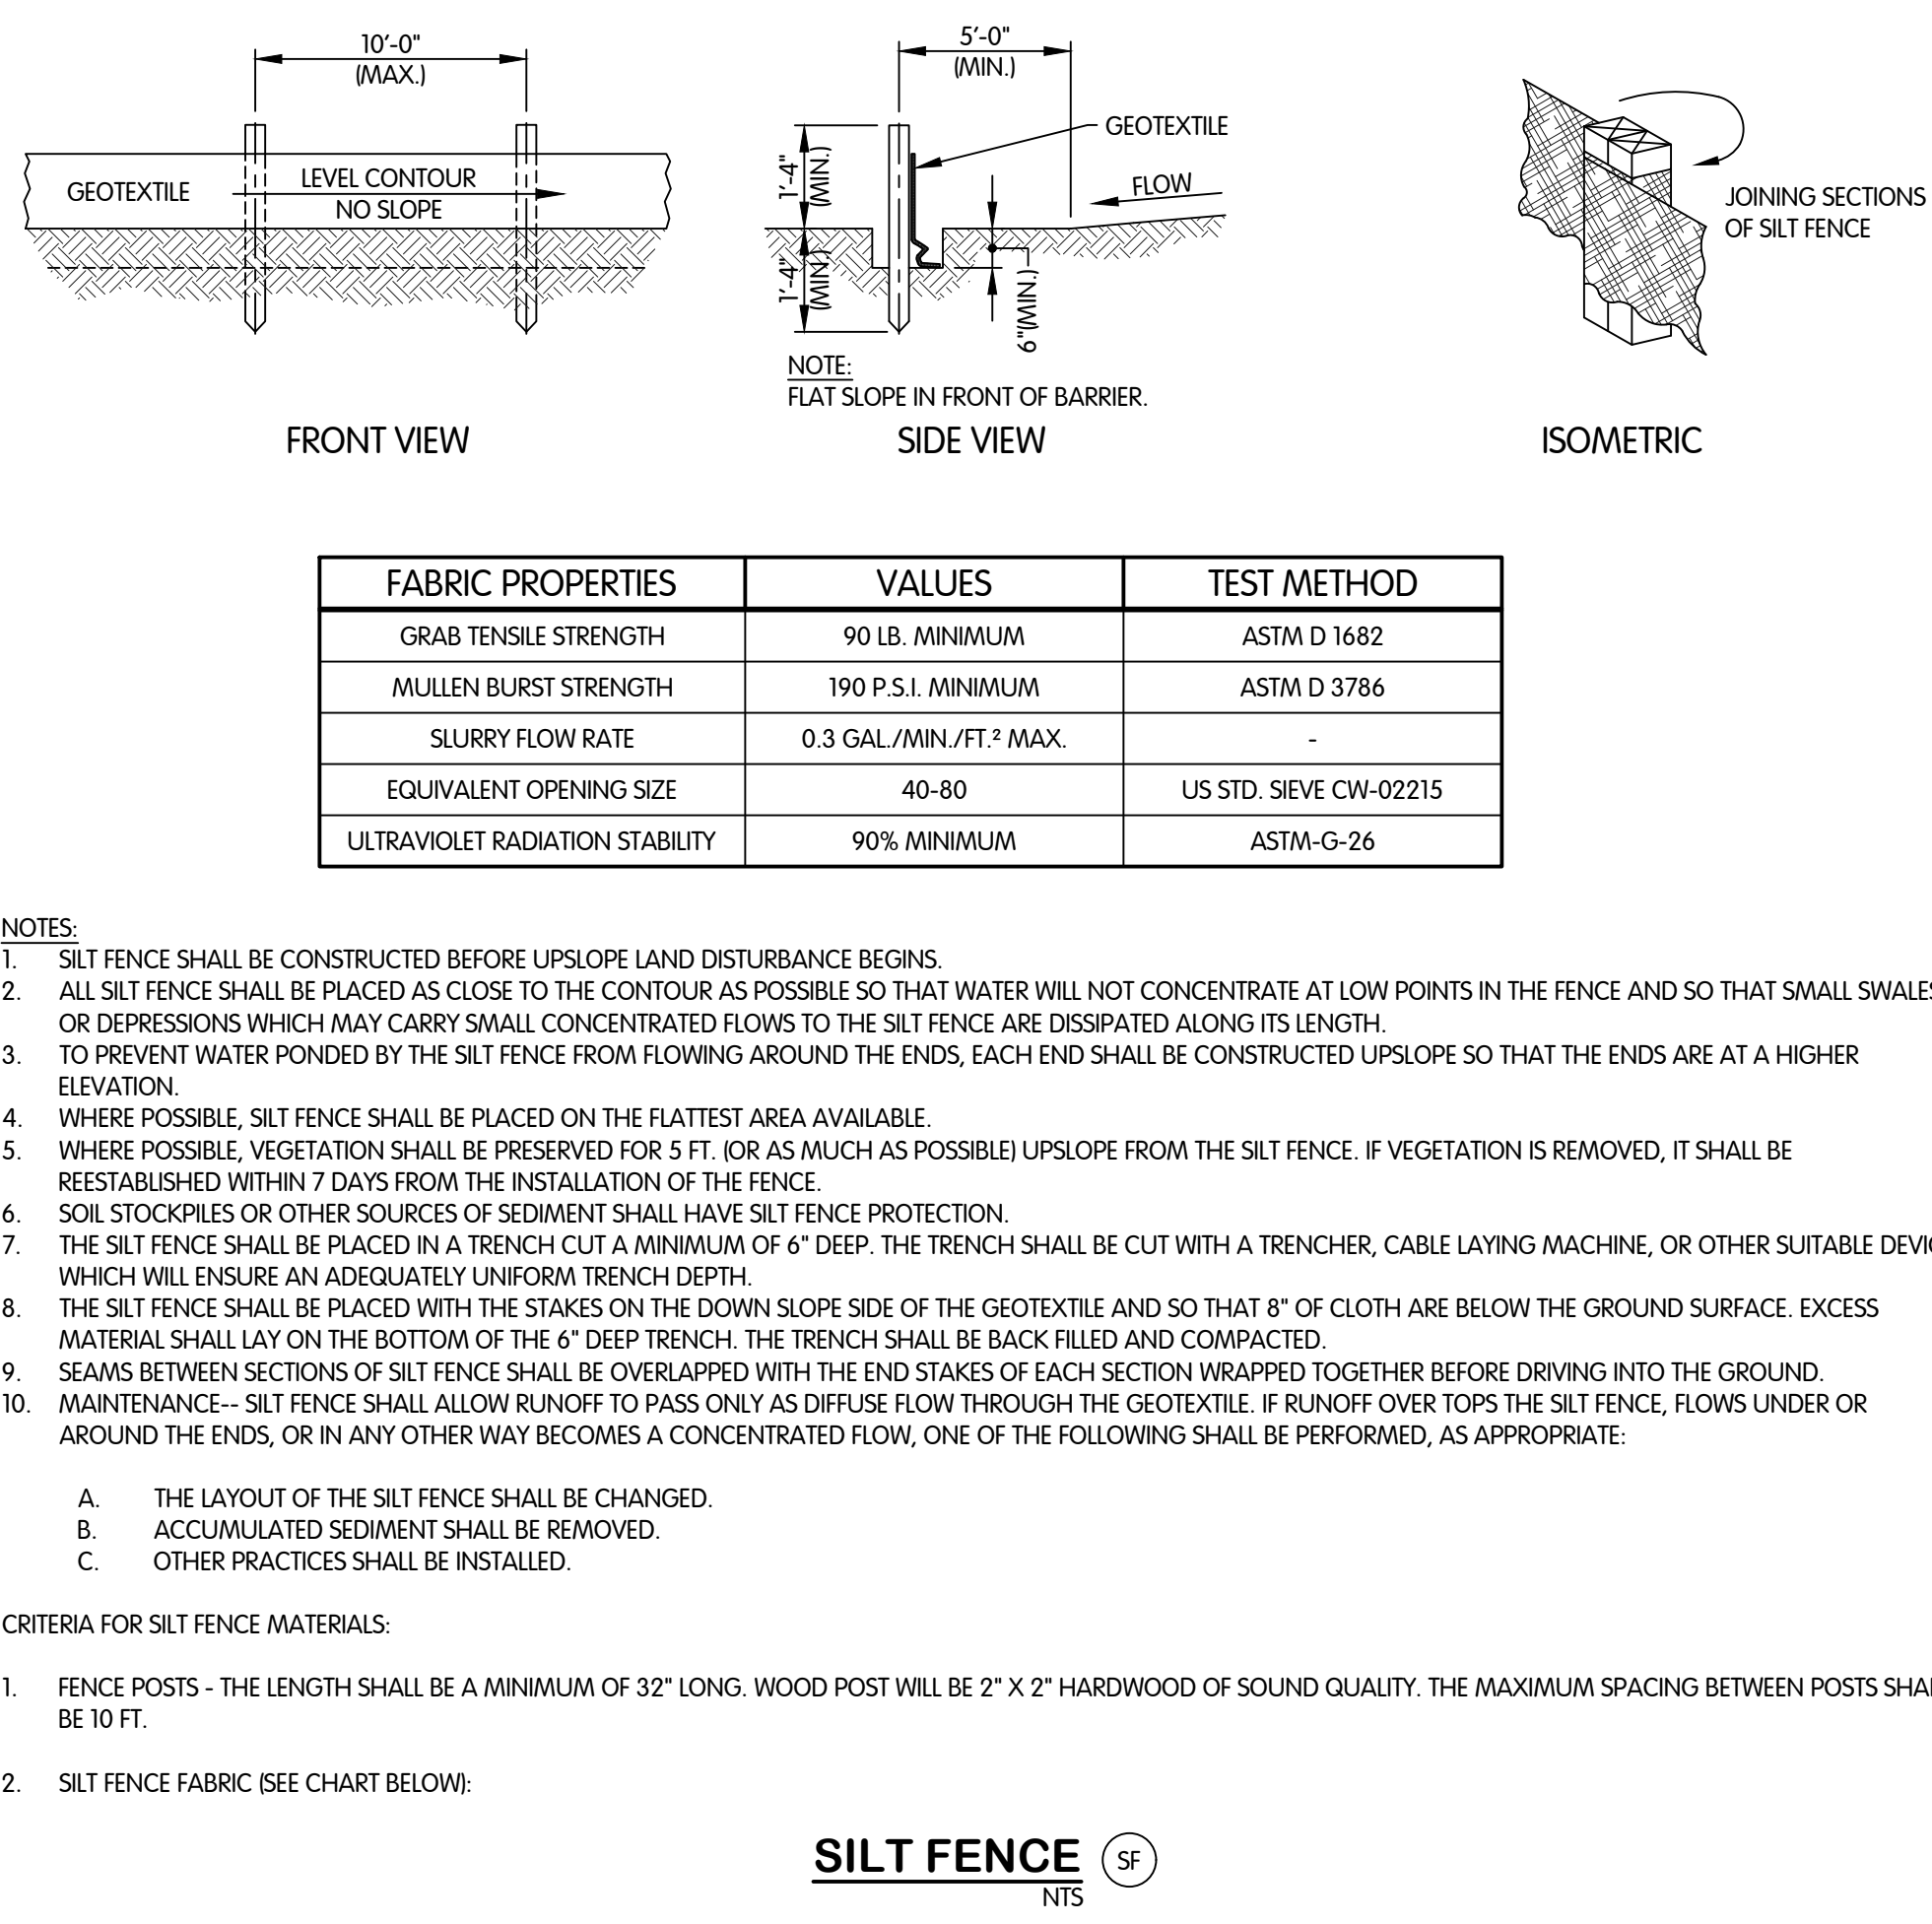 10'-0"
(MAX.)
GEOTEXTILE
LEVEL CONTOUR
NO SLOPE
FRONT VIEW
5'-0"
(MIN.)
GEOTEXTILE
1'-4"
(MIN.)
FLOW
1'-4"
(MIN.)
6"(MIN.)
NOTE:
FLAT SLOPE IN FRONT OF BARRIER.
SIDE VIEW
JOINING SECTIONS
OF SILT FENCE
ISOMETRIC
FABRIC PROPERTIES VALUES TEST METHOD
GRAB TENSILE STRENGTH 90 LB. MINIMUM ASTM D 1682
MULLEN BURST STRENGTH 190 P.S.I. MINIMUM ASTM D 3786
SLURRY FLOW RATE 0.3 GAL./MIN./FT.² MAX. -
EQUIVALENT OPENING SIZE 40-80 US STD. SIEVE CW-02215
ULTRAVIOLET RADIATION STABILITY 90% MINIMUM ASTM-G-26
NOTES:
1. SILT FENCE SHALL BE CONSTRUCTED BEFORE UPSLOPE LAND DISTURBANCE BEGINS.
2. ALL SILT FENCE SHALL BE PLACED AS CLOSE TO THE CONTOUR AS POSSIBLE SO THAT WATER WILL NOT CONCENTRATE AT LOW POINTS IN THE FENCE AND SO THAT SMALL SWALES
OR DEPRESSIONS WHICH MAY CARRY SMALL CONCENTRATED FLOWS TO THE SILT FENCE ARE DISSIPATED ALONG ITS LENGTH.
3. TO PREVENT WATER PONDED BY THE SILT FENCE FROM FLOWING AROUND THE ENDS, EACH END SHALL BE CONSTRUCTED UPSLOPE SO THAT THE ENDS ARE AT A HIGHER
ELEVATION.
4. WHERE POSSIBLE, SILT FENCE SHALL BE PLACED ON THE FLATTEST AREA AVAILABLE.
5. WHERE POSSIBLE, VEGETATION SHALL BE PRESERVED FOR 5 FT. (OR AS MUCH AS POSSIBLE) UPSLOPE FROM THE SILT FENCE. IF VEGETATION IS REMOVED, IT SHALL BE
REESTABLISHED WITHIN 7 DAYS FROM THE INSTALLATION OF THE FENCE.
6. SOIL STOCKPILES OR OTHER SOURCES OF SEDIMENT SHALL HAVE SILT FENCE PROTECTION.
7. THE SILT FENCE SHALL BE PLACED IN A TRENCH CUT A MINIMUM OF 6" DEEP. THE TRENCH SHALL BE CUT WITH A TRENCHER, CABLE LAYING MACHINE, OR OTHER SUITABLE
WHICH WILL ENSURE AN ADEQUATELY UNIFORM TRENCH DEPTH.
8. THE SILT FENCE SHALL BE PLACED WITH THE STAKES ON THE DOWN SLOPE SIDE OF THE GEOTEXTILE AND SO THAT 8" OF CLOTH ARE BELOW THE GROUND SURFACE. EXCESS
MATERIAL SHALL LAY ON THE BOTTOM OF THE 6" DEEP TRENCH. THE TRENCH SHALL BE BACK FILLED AND COMPACTED.
9. SEAMS BETWEEN SECTIONS OF SILT FENCE SHALL BE OVERLAPPED WITH THE END STAKES OF EACH SECTION WRAPPED TOGETHER BEFORE DRIVING INTO THE GROUND.
10. MAINTENANCE-- SILT FENCE SHALL ALLOW RUNOFF TO PASS ONLY AS DIFFUSE FLOW THROUGH THE GEOTEXTILE. IF RUNOFF OVER TOPS THE SILT FENCE, FLOWS UNDER OR
AROUND THE ENDS, OR IN ANY OTHER WAY BECOMES A CONCENTRATED FLOW, ONE OF THE FOLLOWING SHALL BE PERFORMED, AS APPROPRIATE:
A. THE LAYOUT OF THE SILT FENCE SHALL BE CHANGED.
B. ACCUMULATED SEDIMENT SHALL BE REMOVED.
C. OTHER PRACTICES SHALL BE INSTALLED.
CRITERIA FOR SILT FENCE MATERIALS:
1. FENCE POSTS - THE LENGTH SHALL BE A MINIMUM OF 32" LONG. WOOD POST WILL BE 2" X 2" HARDWOOD OF SOUND QUALITY. THE MAXIMUM SPACING BETWEEN POSTS
BE 10 FT.
2. SILT FENCE FABRIC (SEE CHART BELOW):
SILT FENCE SF
NTS